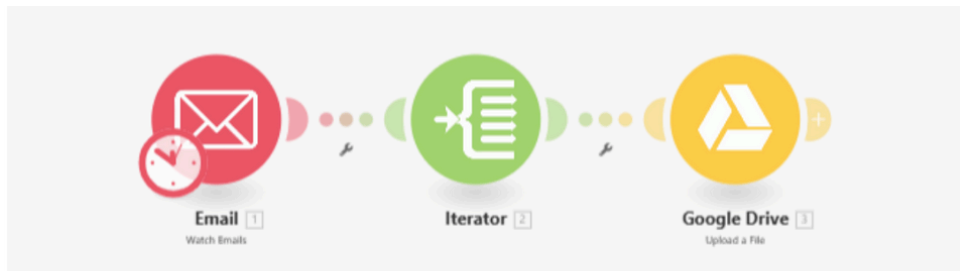 Email 1
Watch Emails
Iterator 2
Google Drive 3
Upload a File